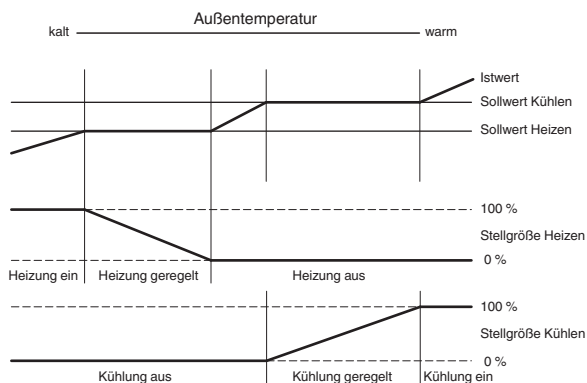 Außentemperatur
kalt
warm
Istwert
Sollwert Kühlen
Sollwert Heizen
100 %
Stellgröße Heizen
0 %
Heizung ein
Heizung geregelt
Heizung aus
100 %
Stellgröße Kühlen
0 %
Kühlung aus
Kühlung geregelt
Kühlung ein